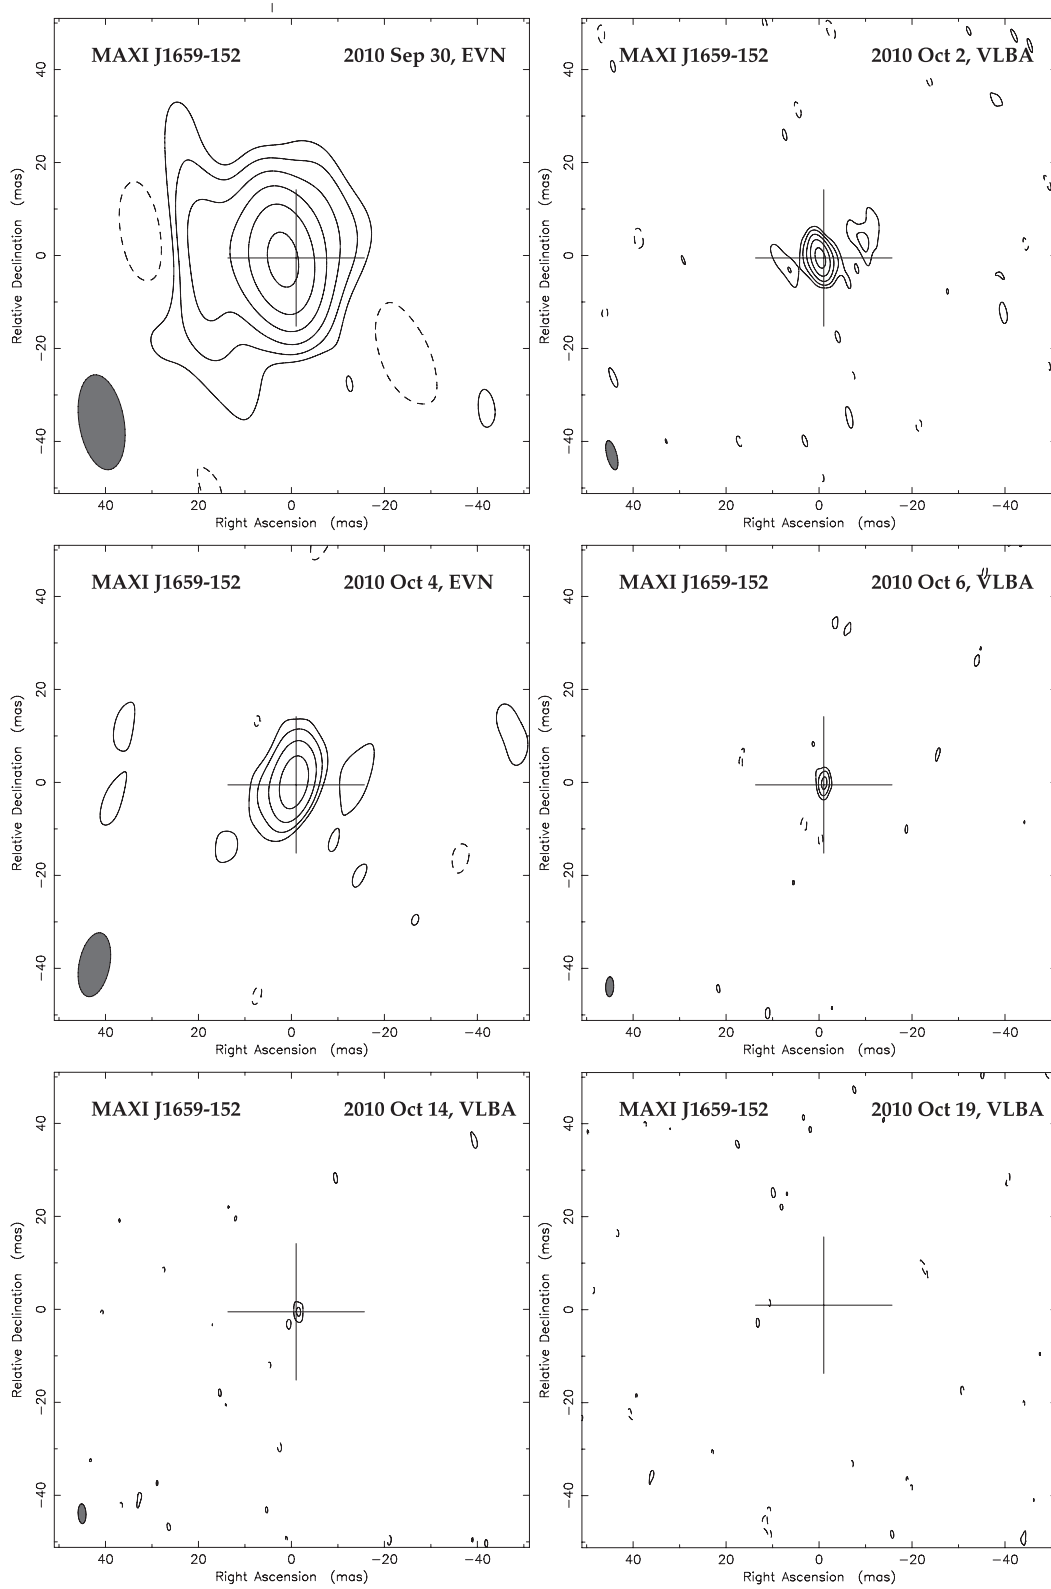 MAXI J1659-152 2010 Sep 30, EVN
40
20
0
−20
−40
Relative Declination (mas)
40 20 0 −20 −40
Right Ascension (mas)
MAXI J1659-152 2010 Oct 2, VLBA
40
20
0
−20
−40
Relative Declination (mas)
40 20 0 −20 −40
Right Ascension (mas)
MAXI J1659-152 2010 Oct 4, EVN
40
20
0
−20
−40
Relative Declination (mas)
40 20 0 −20 −40
Right Ascension (mas)
MAXI J1659-152 2010 Oct 6, VLBA
40
20
0
−20
−40
Relative Declination (mas)
40 20 0 −20 −40
Right Ascension (mas)
MAXI J1659-152 2010 Oct 14, VLBA
40
20
0
−20
−40
Relative Declination (mas)
40 20 0 −20 −40
Right Ascension (mas)
MAXI J1659-152 2010 Oct 19, VLBA
40
20
0
−20
−40
Relative Declination (mas)
40 20 0 −20 −40
Right Ascension (mas)